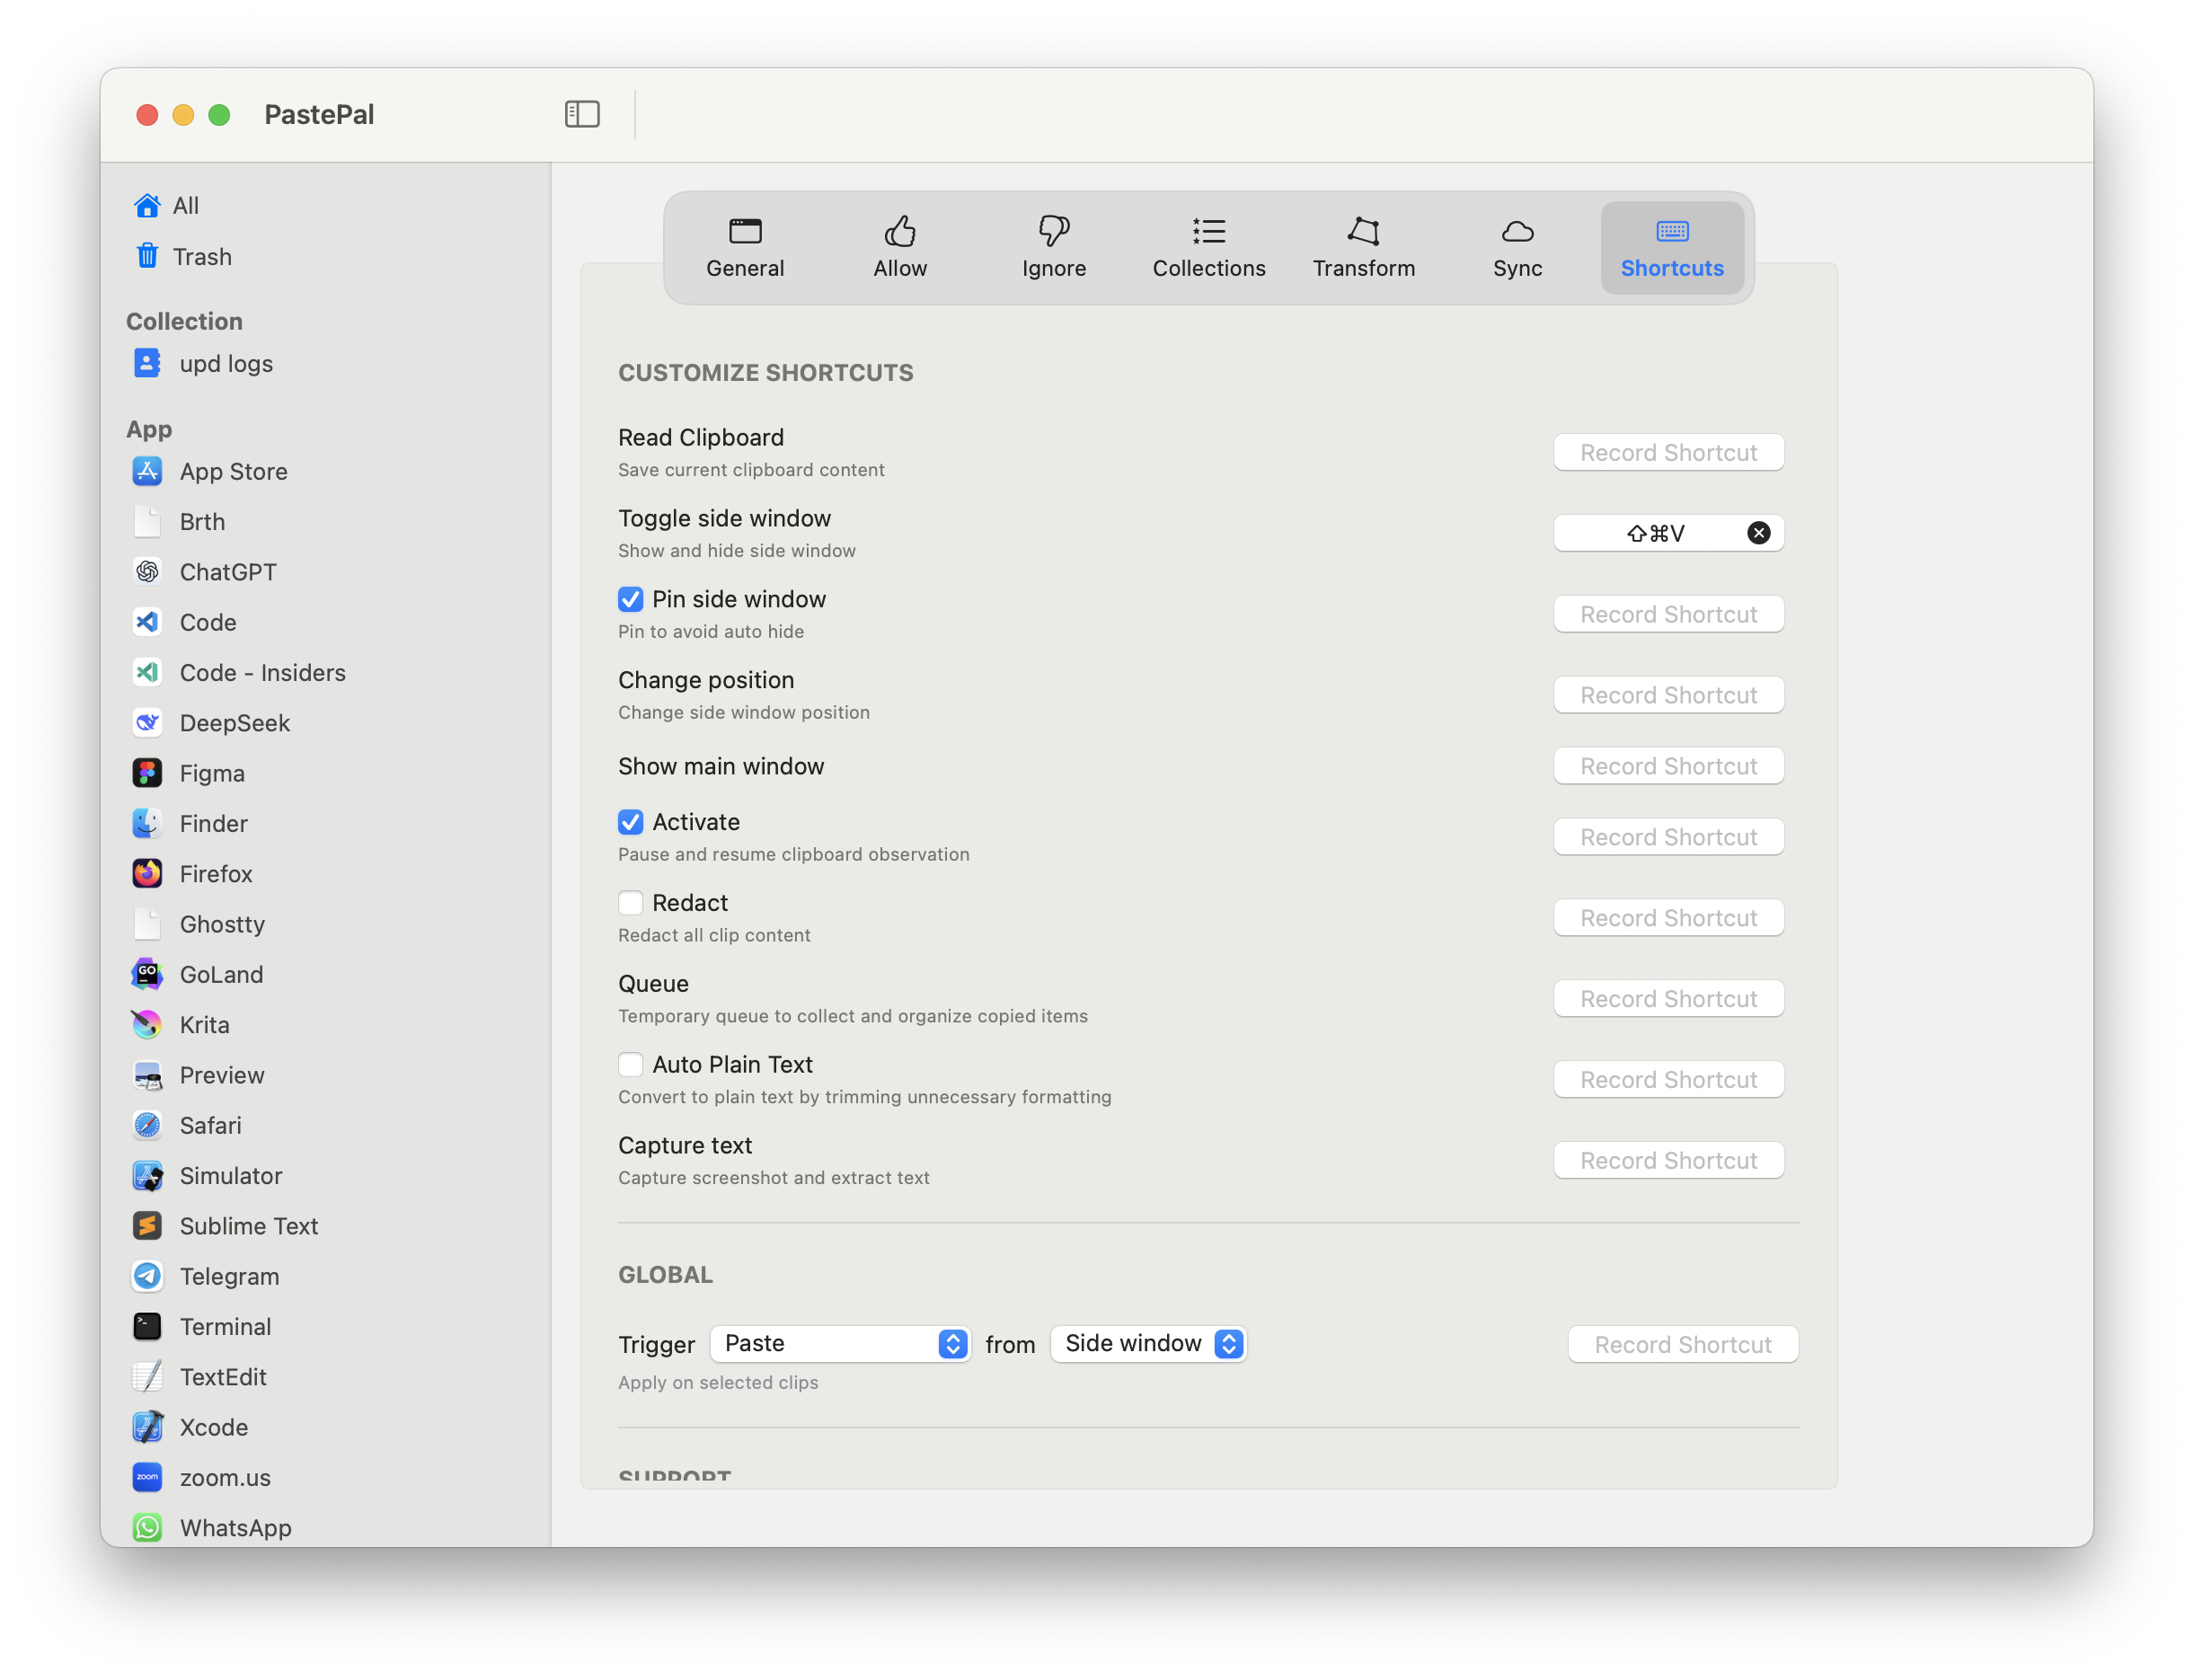 PastePal
All
Trash
Collection
upd logs
App
App Store
Brth
ChatGPT
Code
Code - Insiders
DeepSeek
Figma
Finder
Firefox
Ghostty
GoLand
Krita
Preview
Safari
Simulator
Sublime Text
Telegram
Terminal
TextEdit
Xcode
zoom.us
WhatsApp
General
Allow
Ignore
Collections
Transform
Sync
Shortcuts
CUSTOMIZE SHORTCUTS
Read Clipboard
Save current clipboard content
Record Shortcut
Toggle side window
Show and hide side window
⇧⌘V
Pin side window
Pin to avoid auto hide
Record Shortcut
Change position
Change side window position
Record Shortcut
Show main window
Record Shortcut
Activate
Pause and resume clipboard observation
Record Shortcut
Redact
Redact all clip content
Record Shortcut
Queue
Temporary queue to collect and organize copied items
Record Shortcut
Auto Plain Text
Convert to plain text by trimming unnecessary formatting
Record Shortcut
Capture text
Capture screenshot and extract text
Record Shortcut
GLOBAL
Trigger Paste from Side window
Record Shortcut
Apply on selected clips
SUPPORT